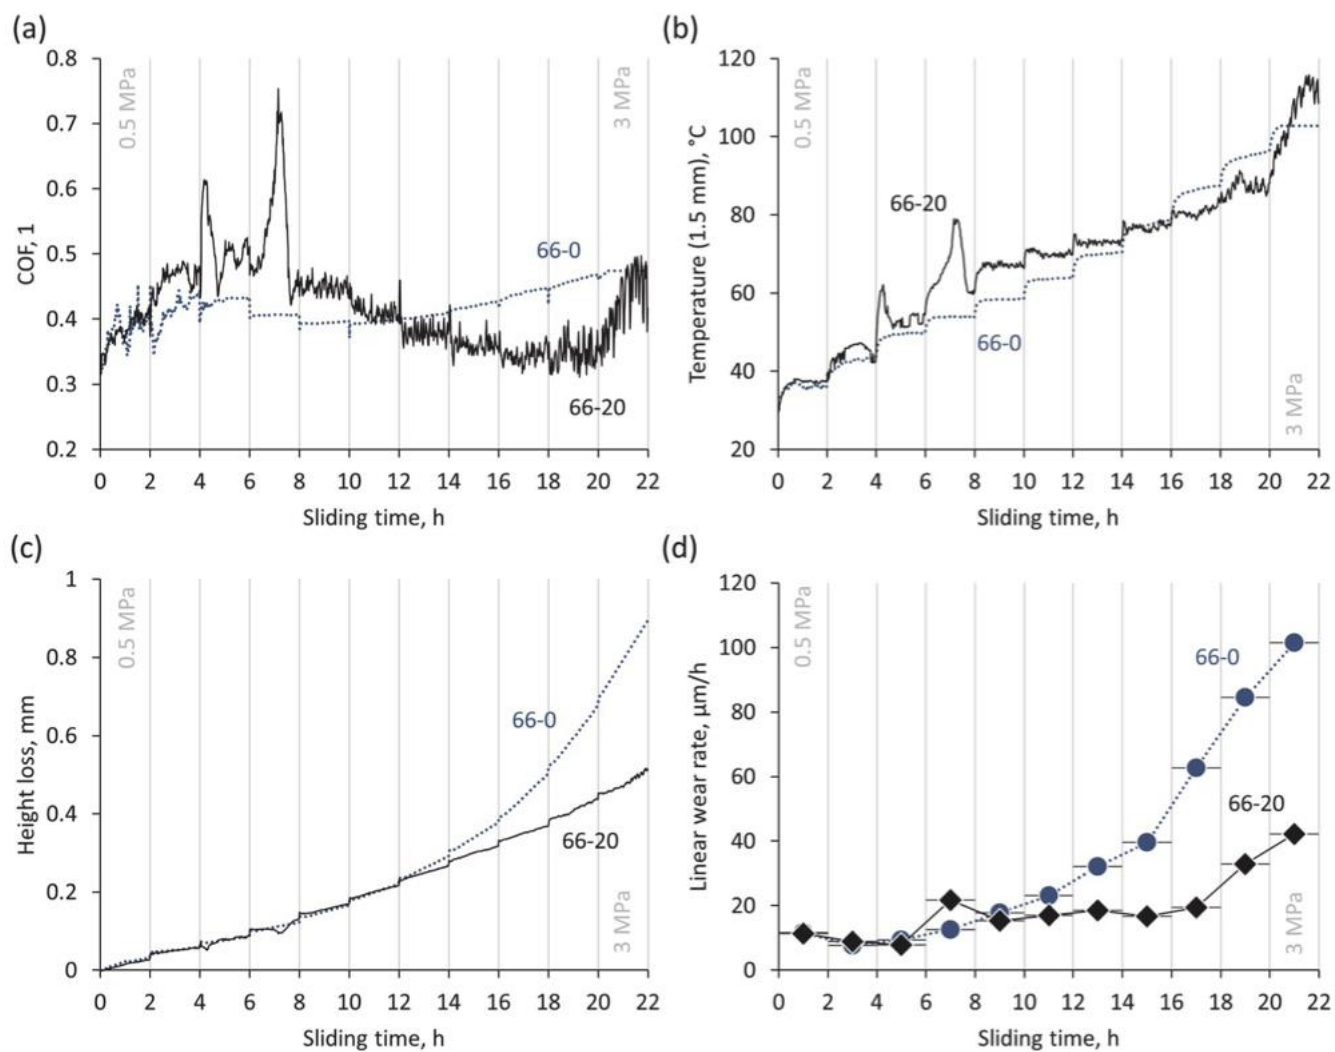 (a)
0.8
0.7
0.6
0.5
0.4
0.3
0.2
COF, 1
0.5 MPa
3 MPa
66-0
66-20
0 2 4 6 8 10 12 14 16 18 20 22
Sliding time, h
(b)
120
100
80
60
40
20
Temperature (1.5 mm), °C
0.5 MPa
66-20
66-0
3 MPa
0 2 4 6 8 10 12 14 16 18 20 22
Sliding time, h
(c)
1
0.8
0.6
0.4
0.2
0
Height loss, mm
0.5 MPa
66-0
66-20
3 MPa
0 2 4 6 8 10 12 14 16 18 20 22
Sliding time, h
(d)
120
100
80
60
40
20
0
Linear wear rate, µm/h
0.5 MPa
66-0
66-20
3 MPa
0 2 4 6 8 10 12 14 16 18 20 22
Sliding time, h